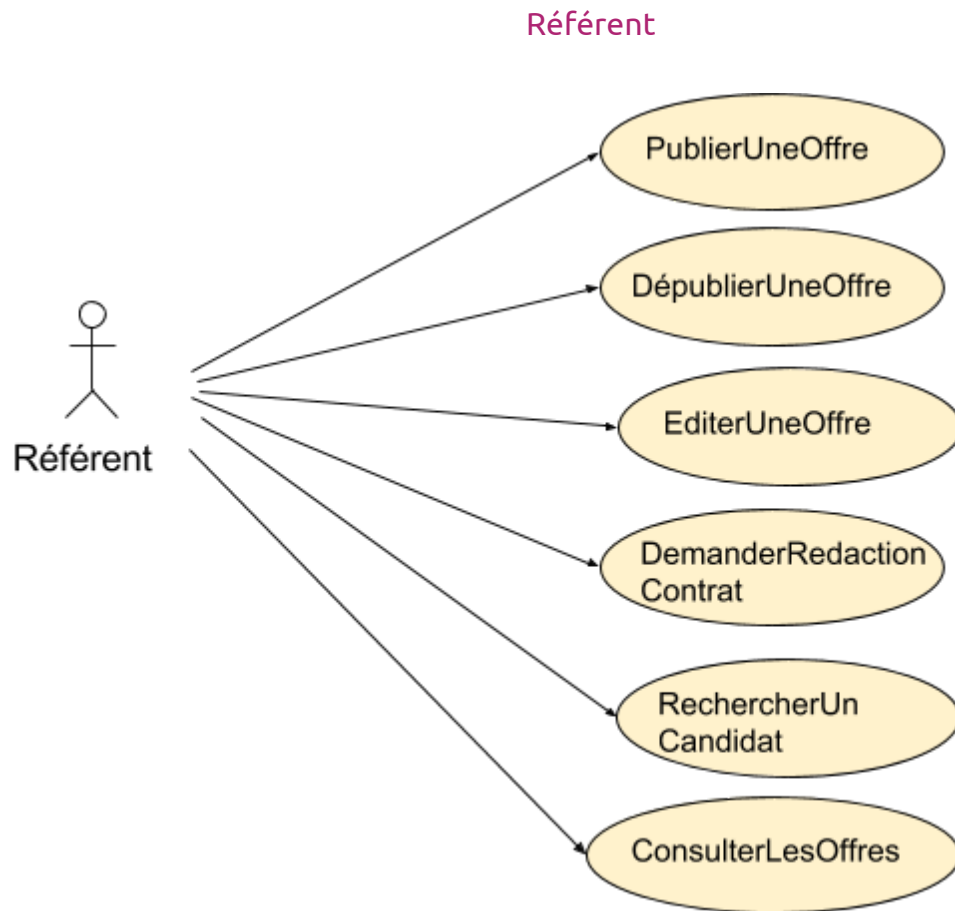 Référent
PublierUneOffre
DépublierUneOffre
EditerUneOffre
Référent
DemanderRedaction
Contrat
RechercherUn
Candidat
ConsulterLesOffres